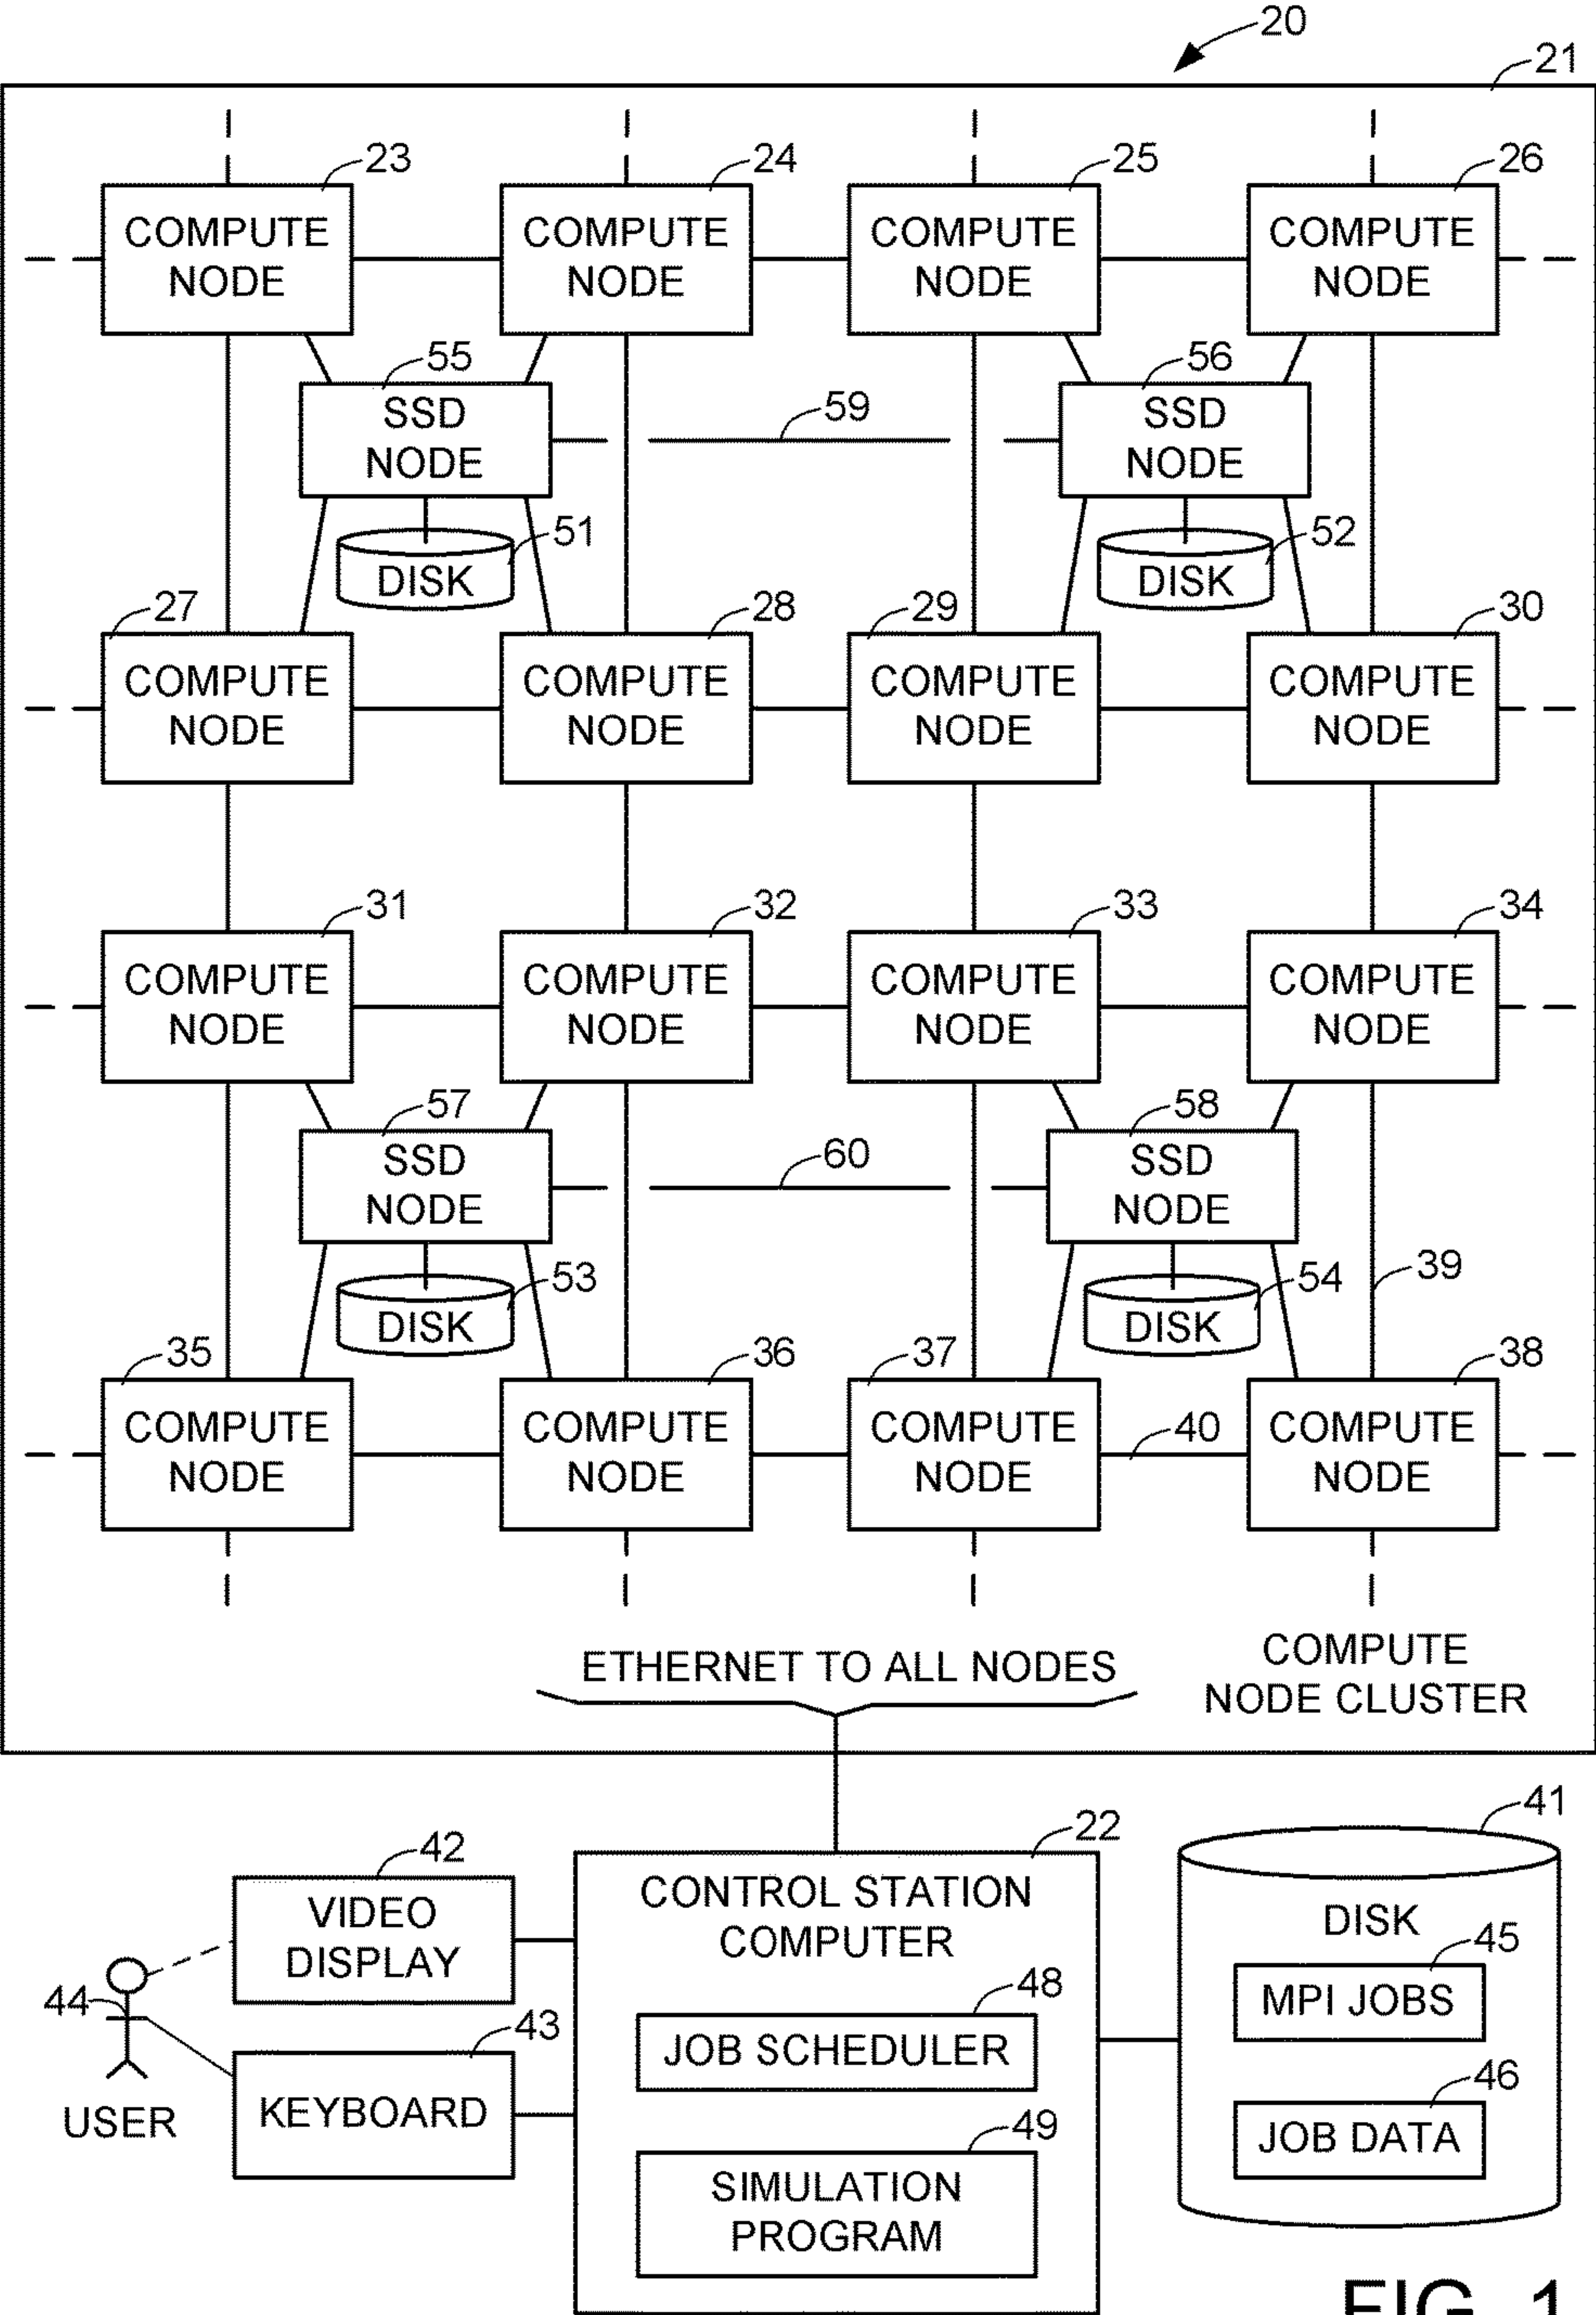 20
21
23 24 25 26
COMPUTE NODE COMPUTE NODE COMPUTE NODE COMPUTE NODE
55 56
SSD NODE 59 SSD NODE
51 52
DISK DISK
27 28 29 30
COMPUTE NODE COMPUTE NODE COMPUTE NODE COMPUTE NODE
31 32 33 34
COMPUTE NODE COMPUTE NODE COMPUTE NODE COMPUTE NODE
57 58
SSD NODE 60 SSD NODE
53 54 39
DISK DISK
35 36 37 38
COMPUTE NODE COMPUTE NODE COMPUTE NODE 40 COMPUTE NODE
ETHERNET TO ALL NODES
COMPUTE
NODE CLUSTER
42
VIDEO
DISPLAY
44
USER
43
KEYBOARD
22
CONTROL STATION
COMPUTER
48
JOB SCHEDULER
49
SIMULATION
PROGRAM
41
DISK
45
MPI JOBS
46
JOB DATA
FIG. 1